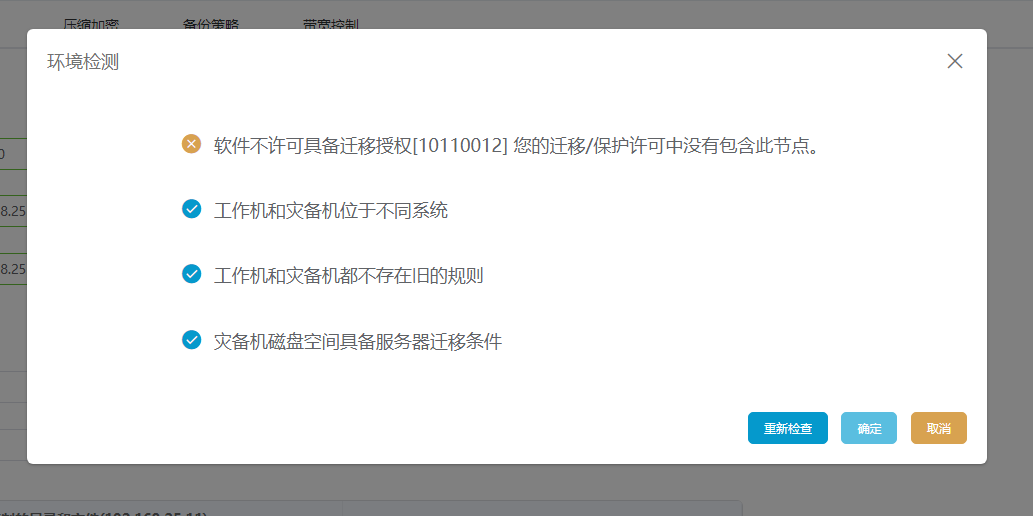 压缩加密 备份策略 带宽控制
环境检测
0
软件不许可具备迁移授权[10110012] 您的迁移/保护许可中没有包含此节点。
8.25
工作机和灾备机位于不同系统
8.25
工作机和灾备机都不存在旧的规则
灾备机磁盘空间具备服务器迁移条件
重新检查 确定 取消